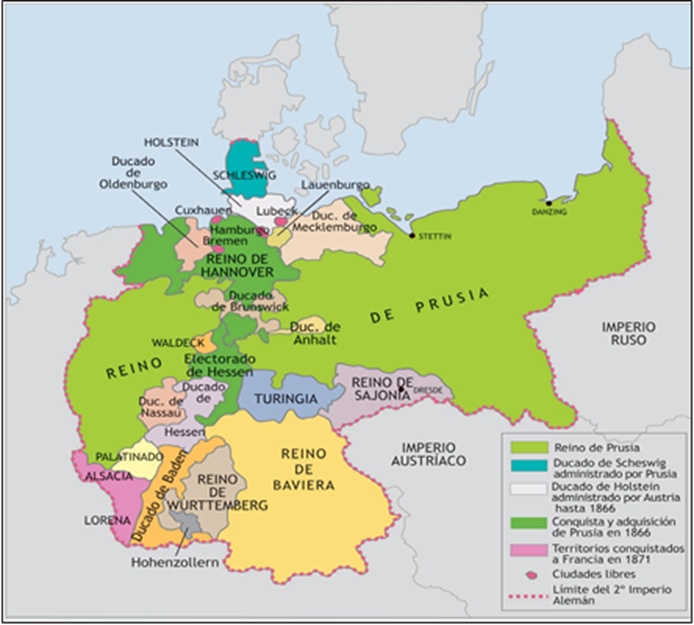 HOLSTEIN
Ducado
de
Oldenburgo
SCHLESWIG
Lauenburgo
Cuxhauen
Lubeck
Duc. de
Mecklemburgo
Hamburgo
Bremen
DANZING
STETTIN
REINO DE
HANNOVER
Ducado
de Brunswick
REINO DE PRUSIA
Duc. de
Anhalt
WALDECK
Electorado
de Hessen
IMPERIO
RUSO
Duc. de
Nassau
Ducado
de
Hessen
TURINGIA
REINO DE
SAJONIA
DRESDE
PALATINADO
ALSACIA
LORENA
Ducado de Baden
REINO
DE
WURTTEMBERG
REINO
DE
BAVIERA
IMPERIO
AUSTRÍACO
Hohenzollern
Reino de Prusia
Ducado de Scheswig
administrado por Prusia
Ducado de Holstein
administrado por Austria
hasta 1866
Conquista y adquisición
de Prusia en 1866
Territorios conquistados
a Francia en 1871
Ciudades libres
Límite del 2º Imperio
Alemán